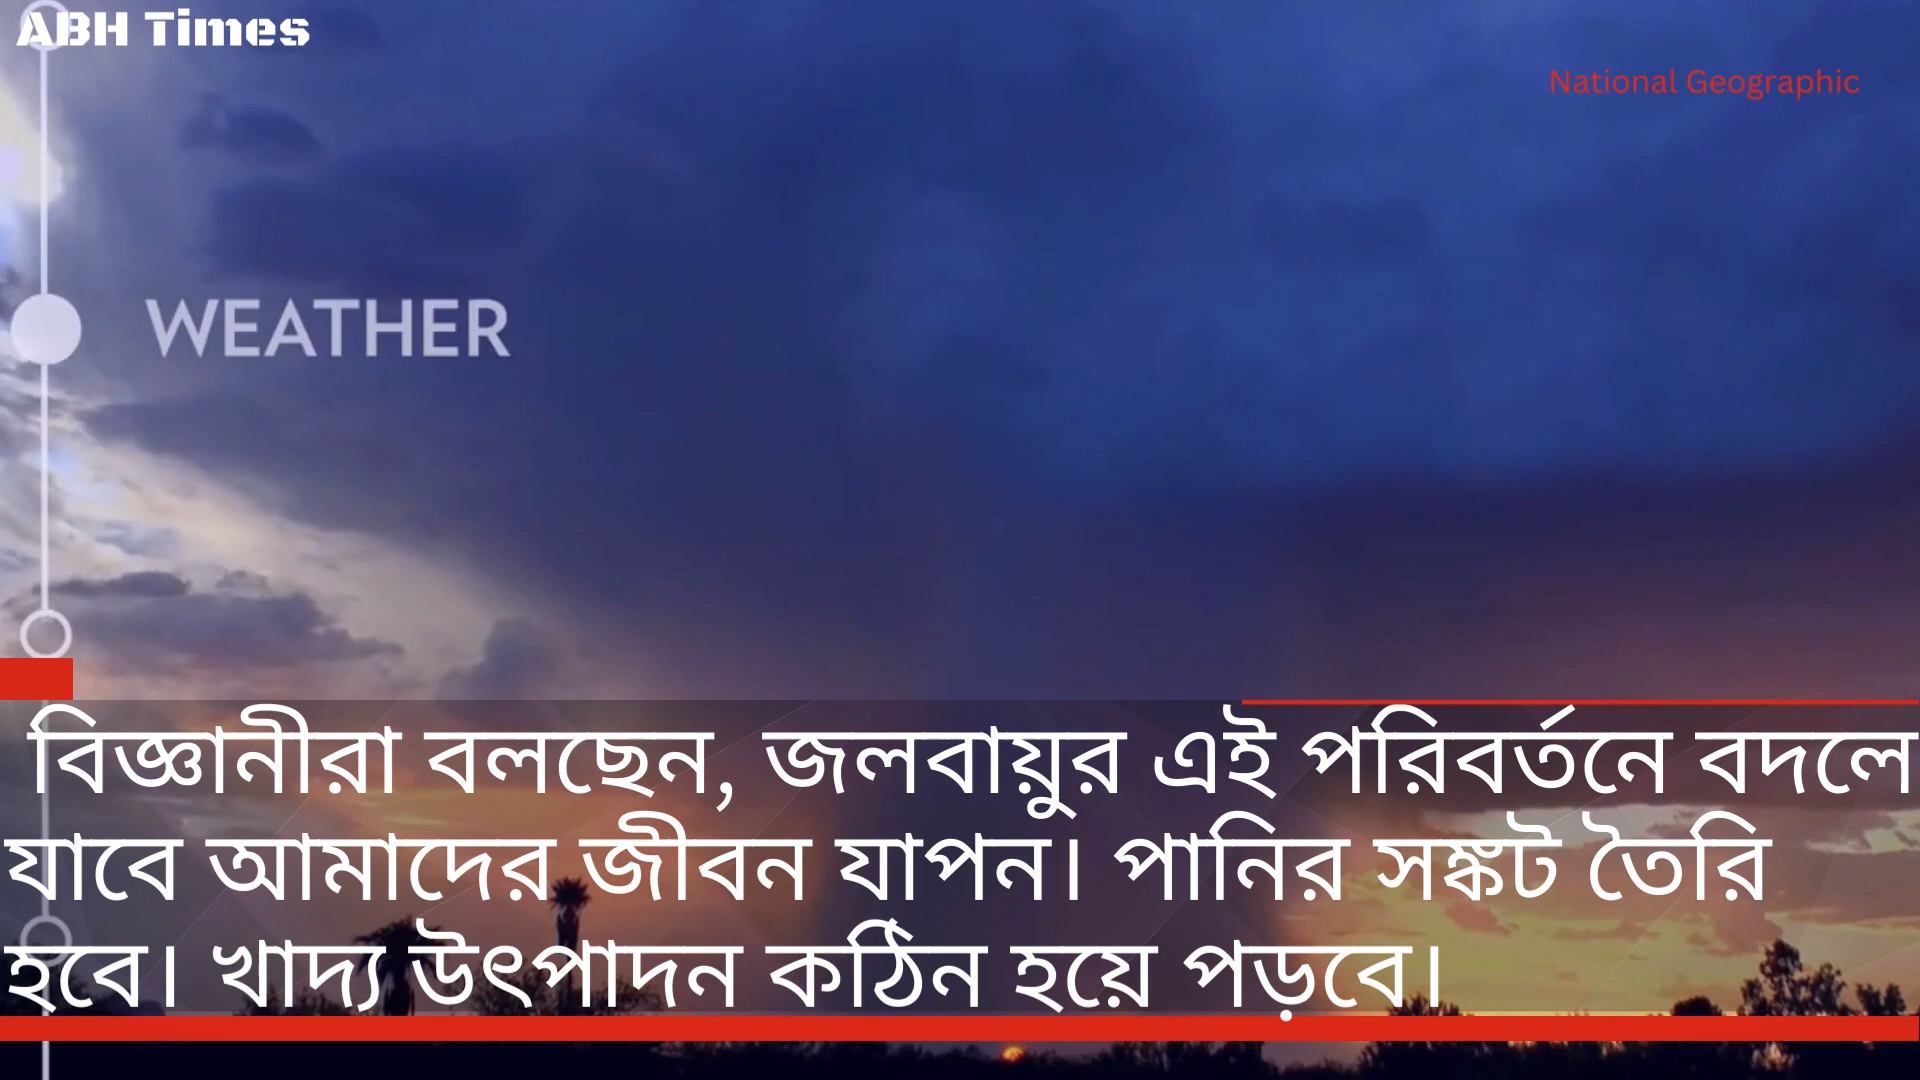 ABH Times
National Geographic
WEATHER
বিজ্ঞানীরা বলছেন, জলবায়ুর এই পরিবর্তনে বদলে
যাবে আমাদের জীবন যাপন। পানির সঙ্কট তৈরি
হবে। খাদ্য উৎপাদন কঠিন হয়ে পড়বে।